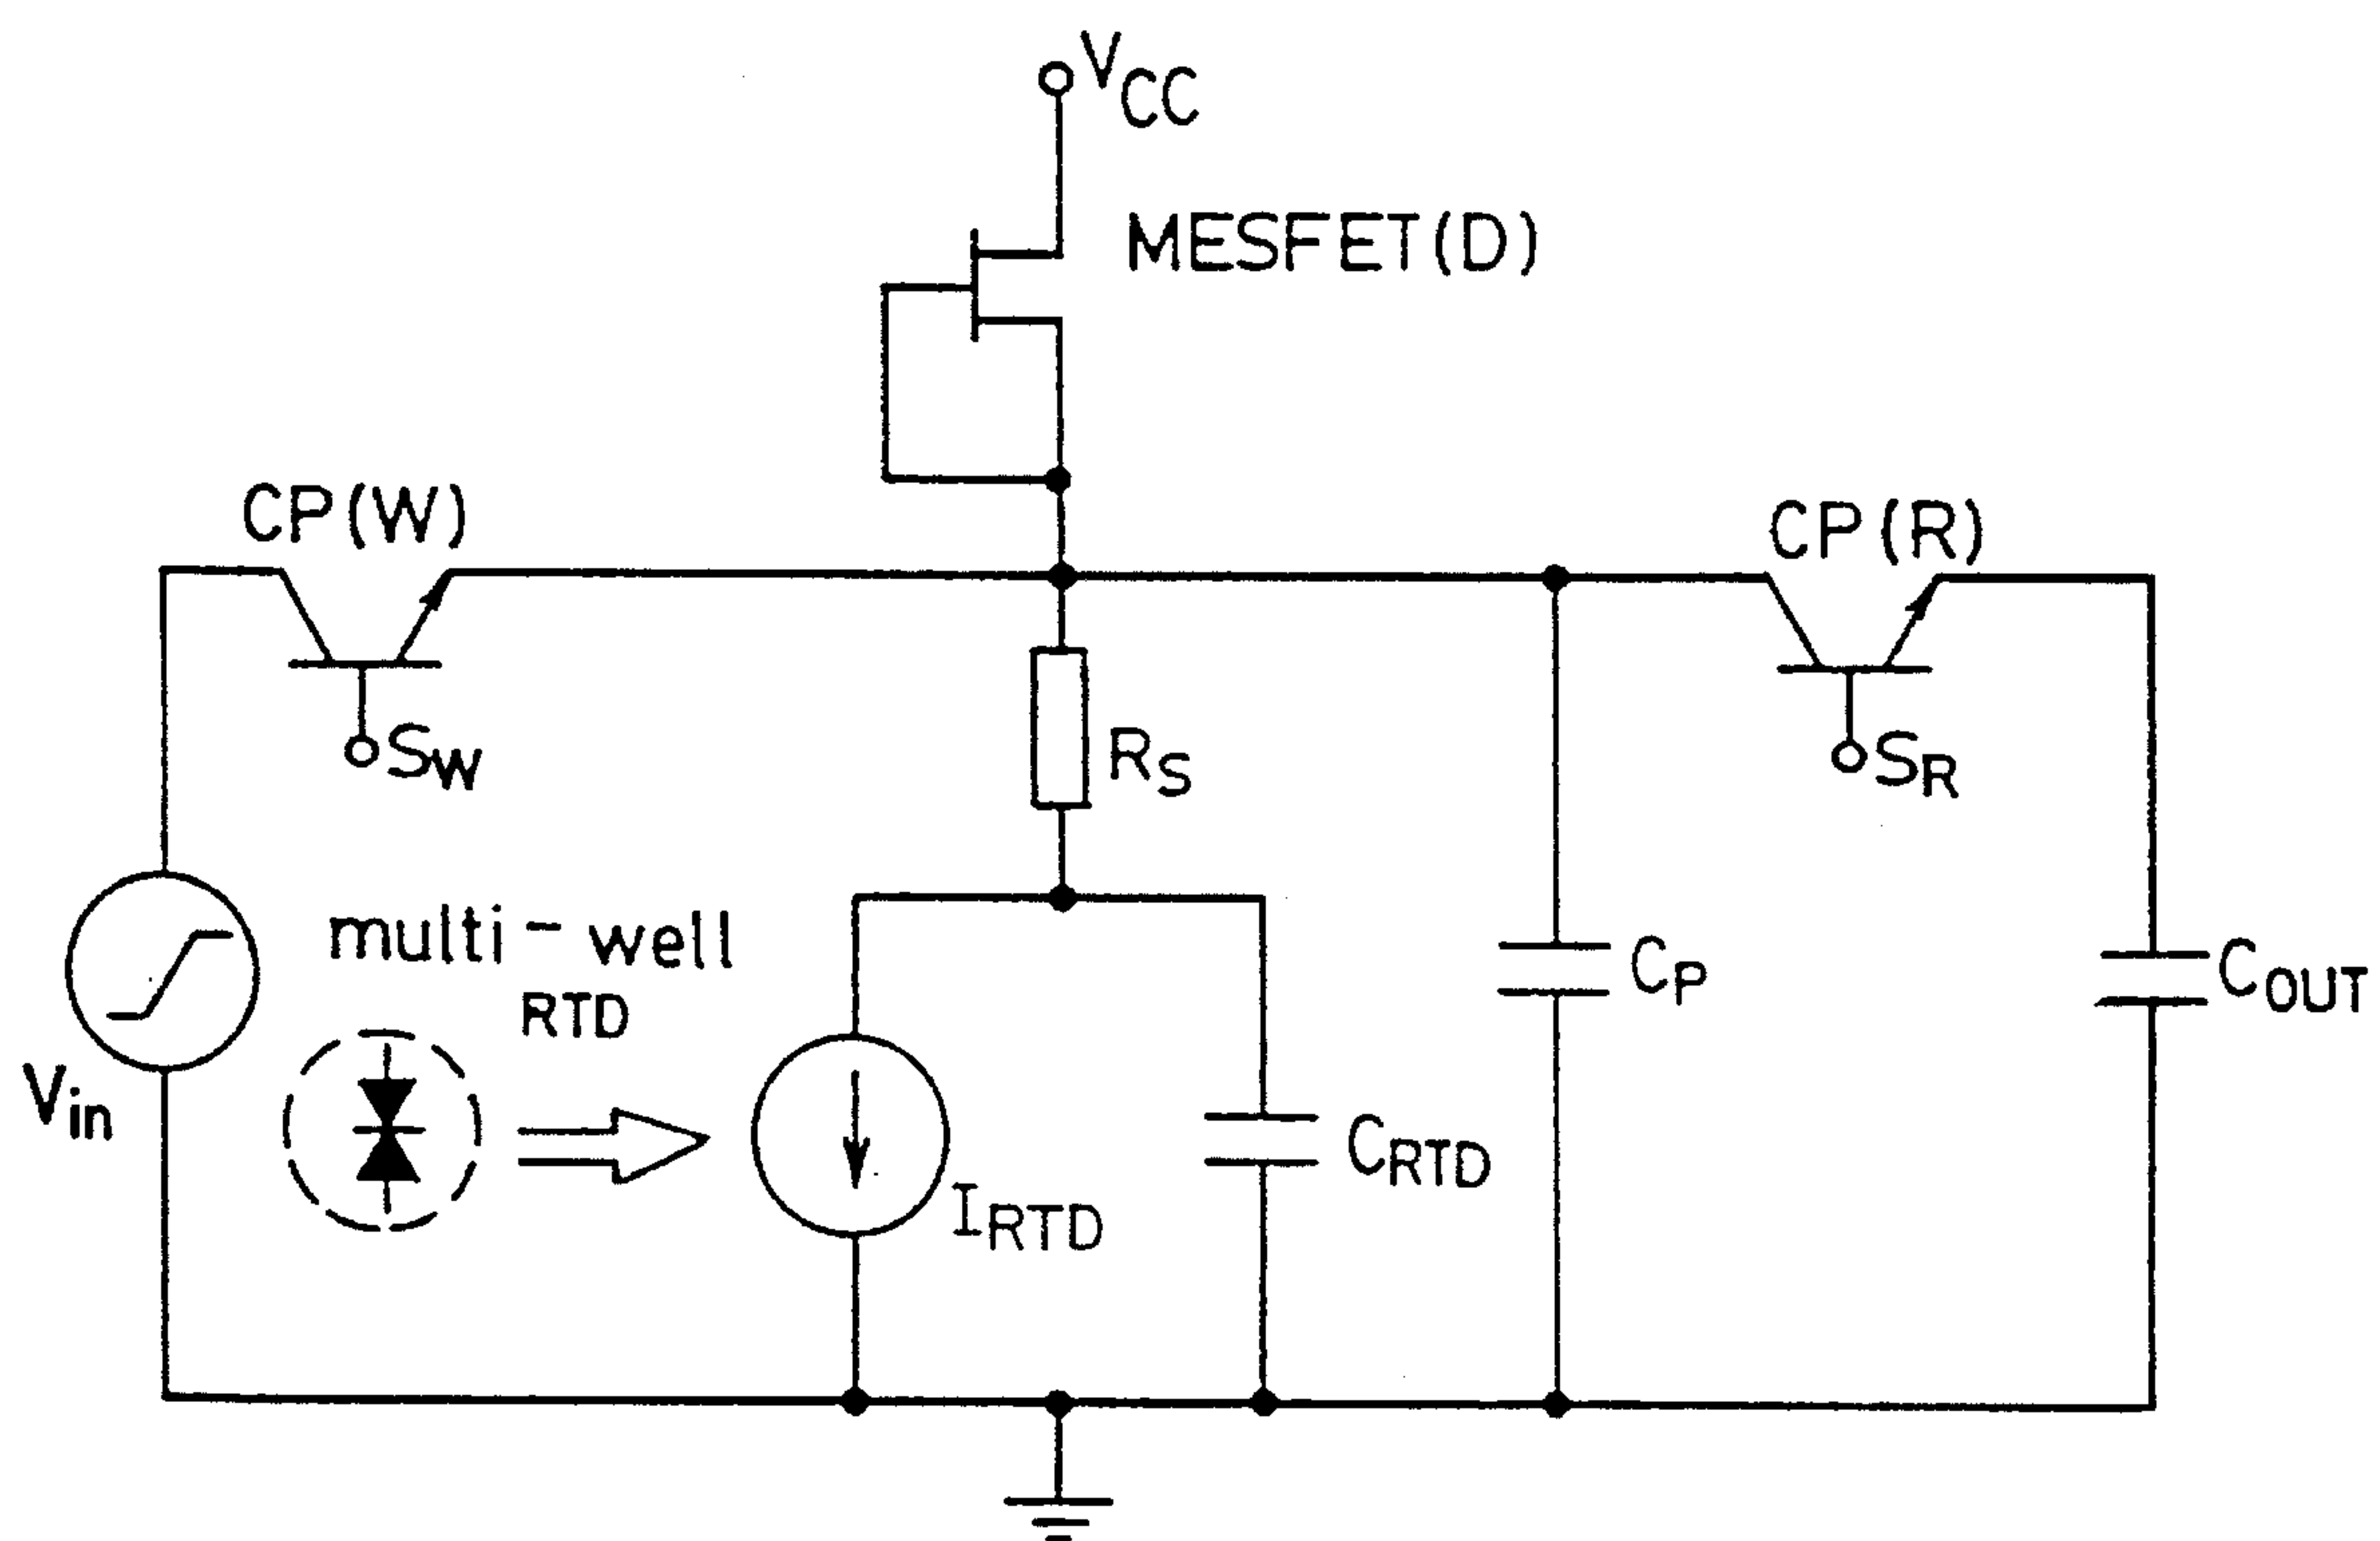 VCC
MESFET(D)
CP(W)
CP(R)
SW
RS
SR
multi-well
RTD
CP
COUT
Vin
CRTD
IRTD